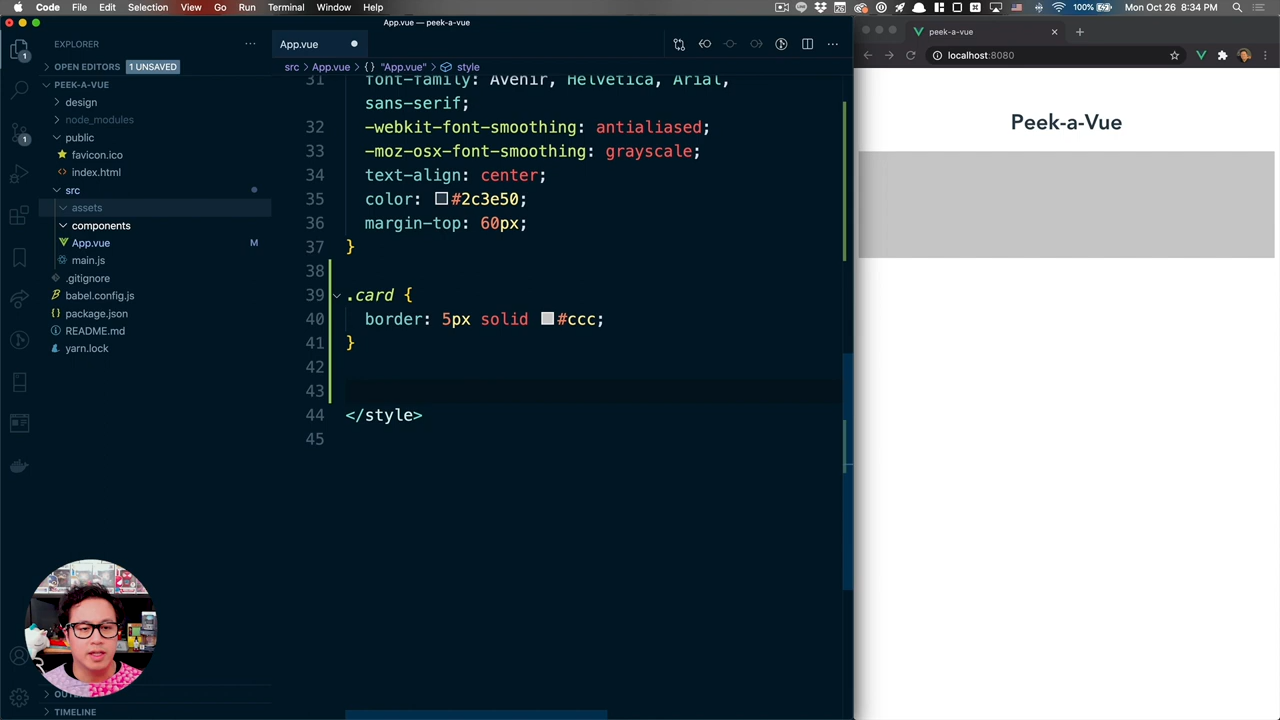 Code File Edit Selection View Go Run Terminal Window Help 100% Mon Oct 26 8:34 PM
App.vue — peek-a-vue
EXPLORER
OPEN EDITORS 1 UNSAVED
PEEK-A-VUE
design
node_modules
public
favicon.ico
index.html
src
assets
components
App.vue M
main.js
.gitignore
babel.config.js
package.json
README.md
yarn.lock
TIMELINE
1
1
App.vue
src > App.vue > {} "App.vue" > style
31 font-family: Avenir, Helvetica, Arial,
sans-serif;
32 -webkit-font-smoothing: antialiased;
33 -moz-osx-font-smoothing: grayscale;
34 text-align: center;
35 color: #2c3e50;
36 margin-top: 60px;
37 }
38
39 .card {
40 border: 5px solid #ccc;
41 }
42
43
44 </style>
45
peek-a-vue
localhost:8080
Peek-a-Vue